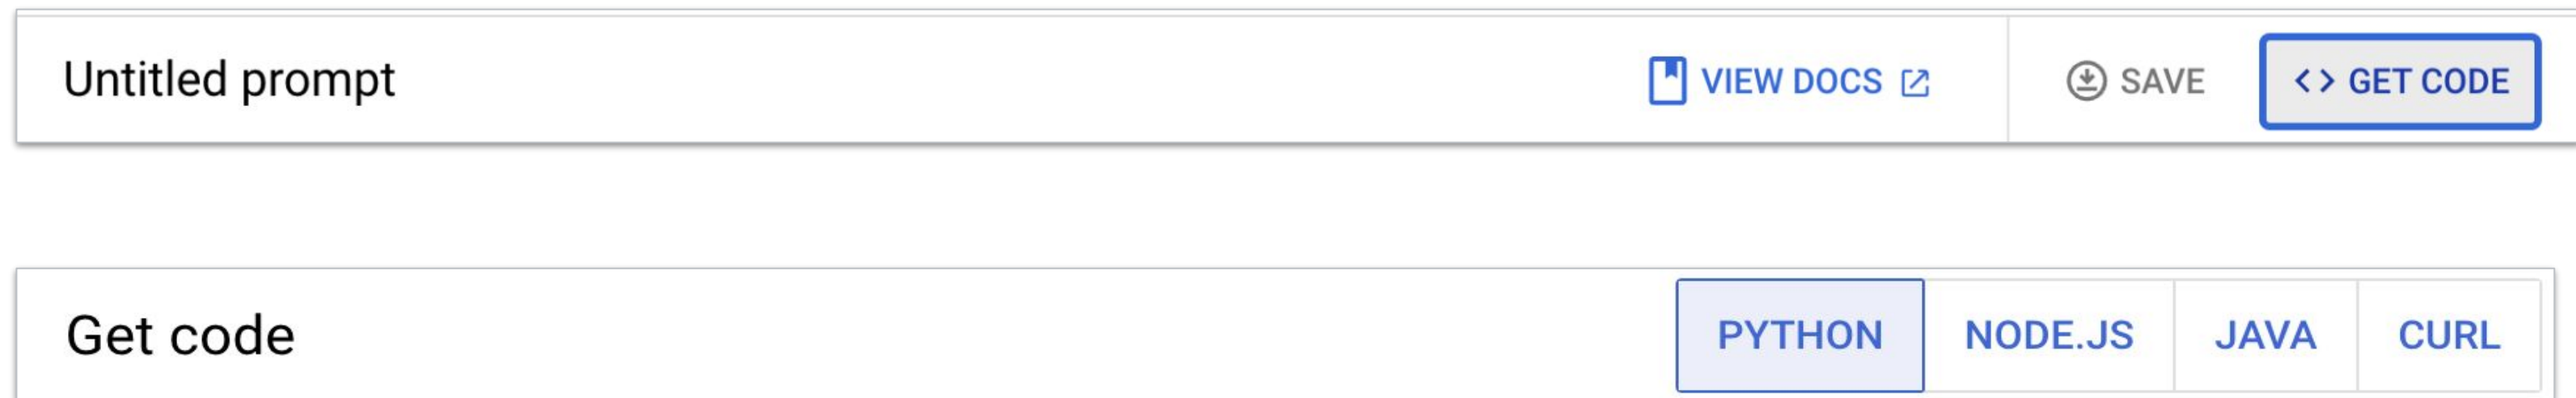 Untitled prompt VIEW DOCS SAVE <> GET CODE
Get code PYTHON NODE.JS JAVA CURL